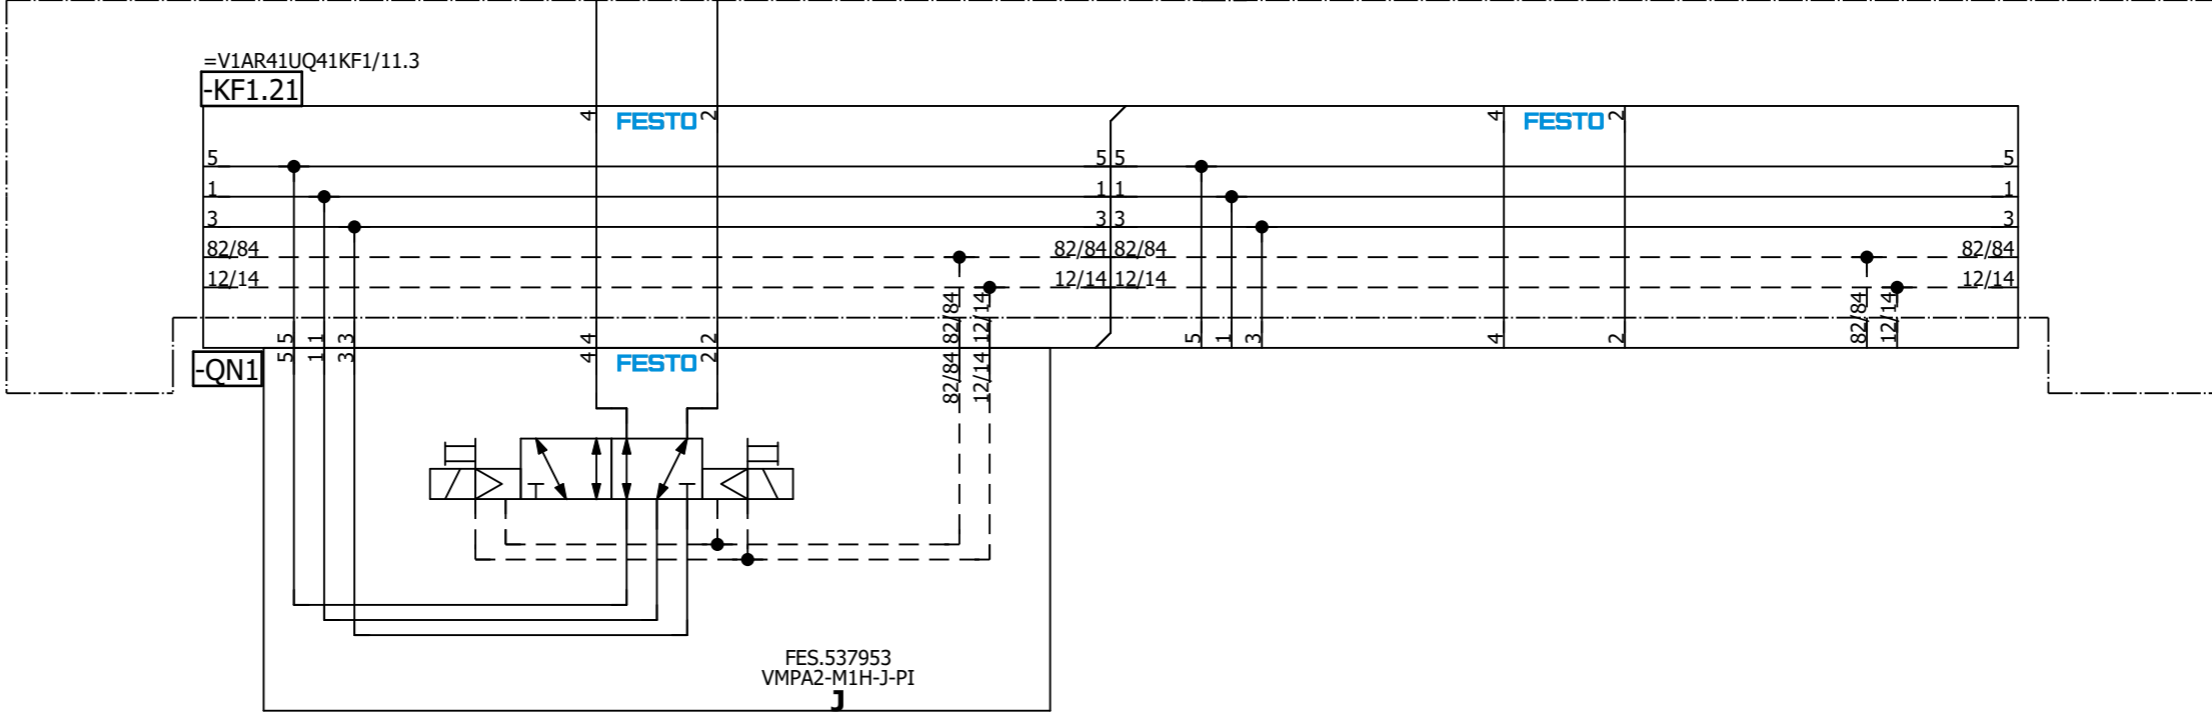 =V1AR41UQ41KF1/11.3
-KF1.21
4 FESTO 2 4 FESTO 2
5 5 5 5
1 1 1 1
3 3 3 3
82/84 82/84 82/84 82/84
12/14 12/14 12/14 12/14
5 1 3 4 2 82/84 12/14 5 1 3 4 2 82/84 12/14
-QN1
5 1 3 4 FESTO 2 82/84 12/14
FES.537953
VMPA2-M1H-J-PI
J